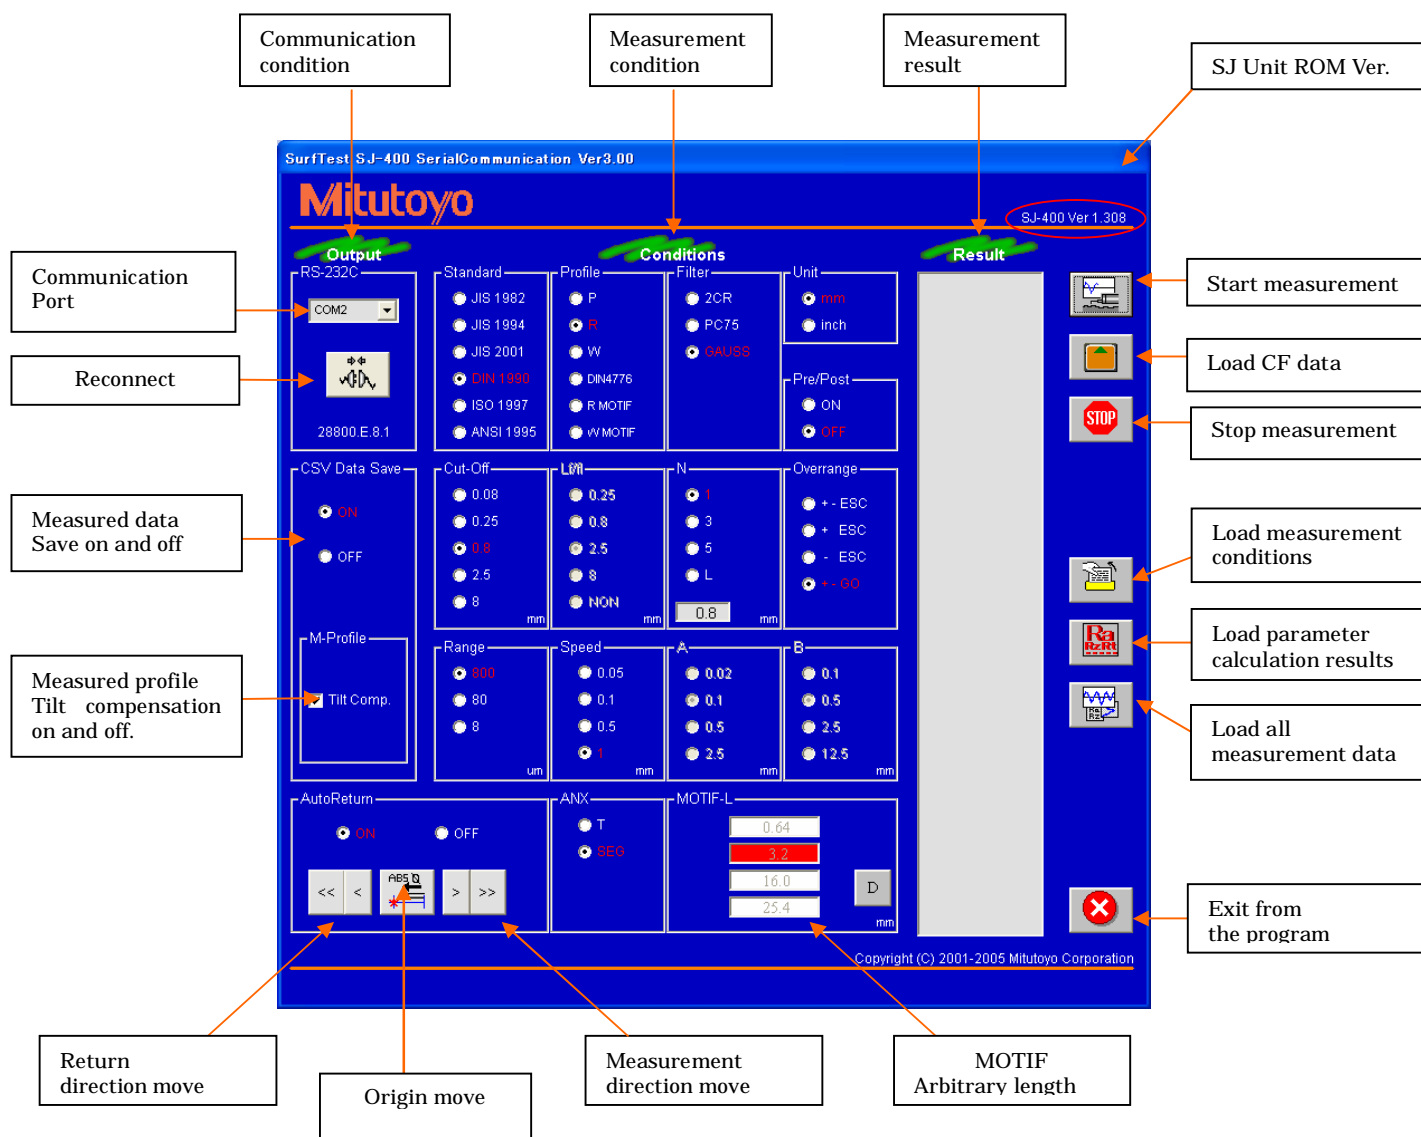 Communication
condition
Measurement
condition
Measurement
result
SJ Unit ROM Ver.
SurfTest SJ-400 SerialCommunication Ver3.00
Mitutoyo
SJ-400 Ver 1.308
Output
Conditions
Result
Communication
Port
Reconnect
Measured data
Save on and off
Measured profile
Tilt compensation
on and off.
RS-232C
COM2
28800.E.8.1
Standard
JIS 1982
JIS 1994
JIS 2001
DIN 1990
ISO 1997
ANSI 1995
Profile
P
R
W
DIN4776
R MOTIF
W MOTIF
Filter
2CR
PC75
GAUSS
Unit
mm
inch
Pre/Post
ON
OFF
CSV Data Save
ON
OFF
M-Profile
Tilt Comp.
Cut-Off
0.08
0.25
0.8
2.5
8
mm
0.25
0.8
2.5
8
NON
mm
N
1
3
5
L
0.8
mm
Overrange
+ - ESC
+ ESC
- ESC
+ - GO
Range
800
80
8
um
Speed
0.05
0.1
0.5
1
mm
A
0.02
0.1
0.5
2.5
mm
B
0.1
0.5
2.5
12.5
mm
AutoReturn
ON
OFF
<<
<
ABS 0
>
>>
ANX
T
SEG
MOTIF-L
0.64
3.2
16.0
25.4
D
mm
STOP
Ra
RzRt
Ra
Rz
Start measurement
Load CF data
Stop measurement
Load measurement
conditions
Load parameter
calculation results
Load all
measurement data
Exit from
the program
Copyright (C) 2001-2005 Mitutoyo Corporation
Return
direction move
Origin move
Measurement
direction move
MOTIF
Arbitrary length